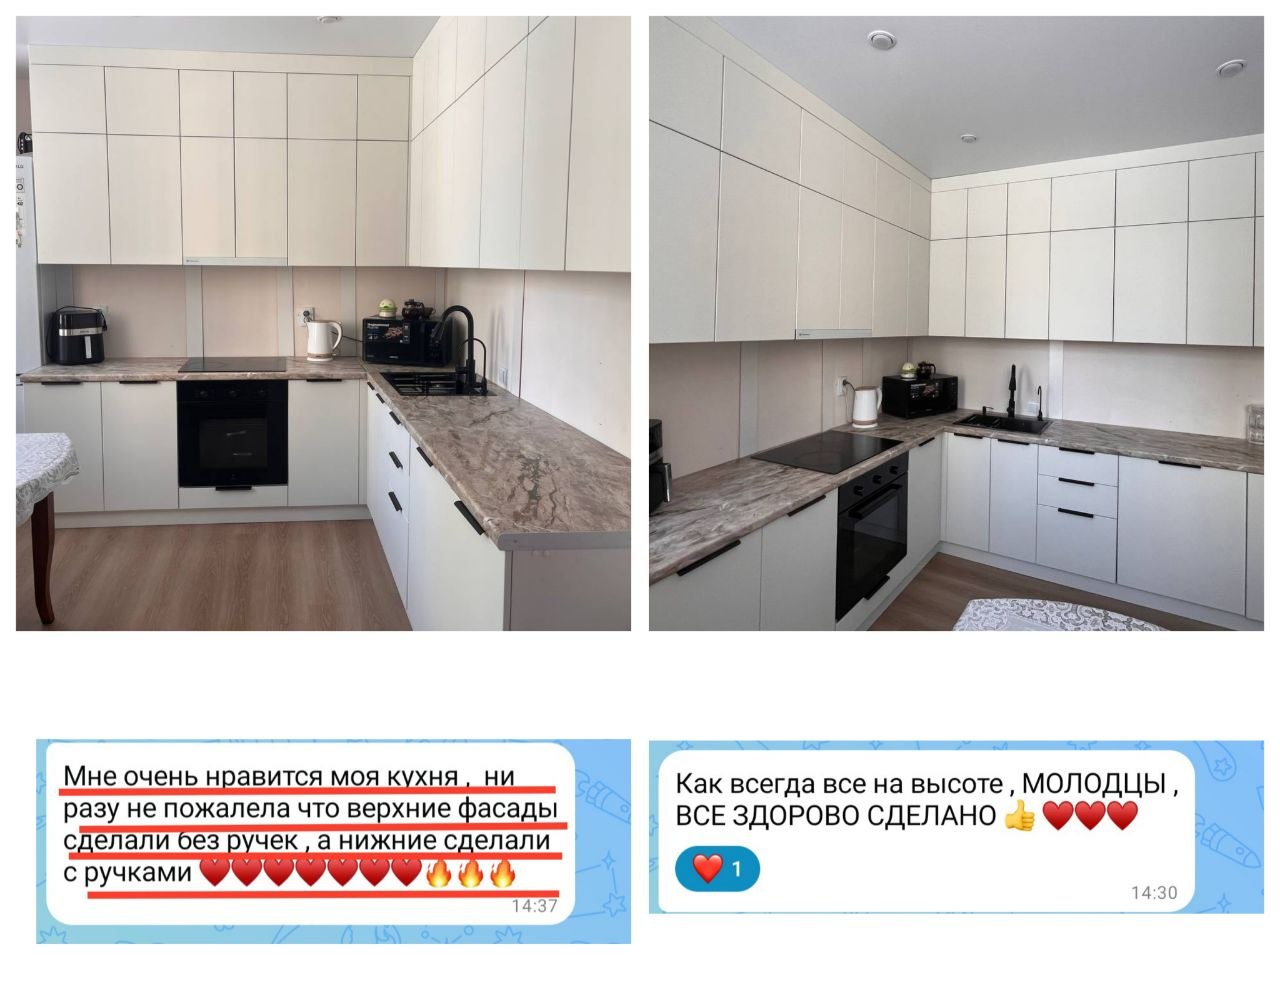 Мне очень нравится моя кухня , ни
разу не пожалела что верхние фасады
сделали без ручек , а нижние сделали
с ручками ❤️❤️❤️❤️❤️❤️❤️🔥🔥🔥
14:37
Как всегда все на высоте , МОЛОДЦЫ ,
ВСЕ ЗДОРОВО СДЕЛАНО 👍❤️❤️❤️
❤️ 1
14:30